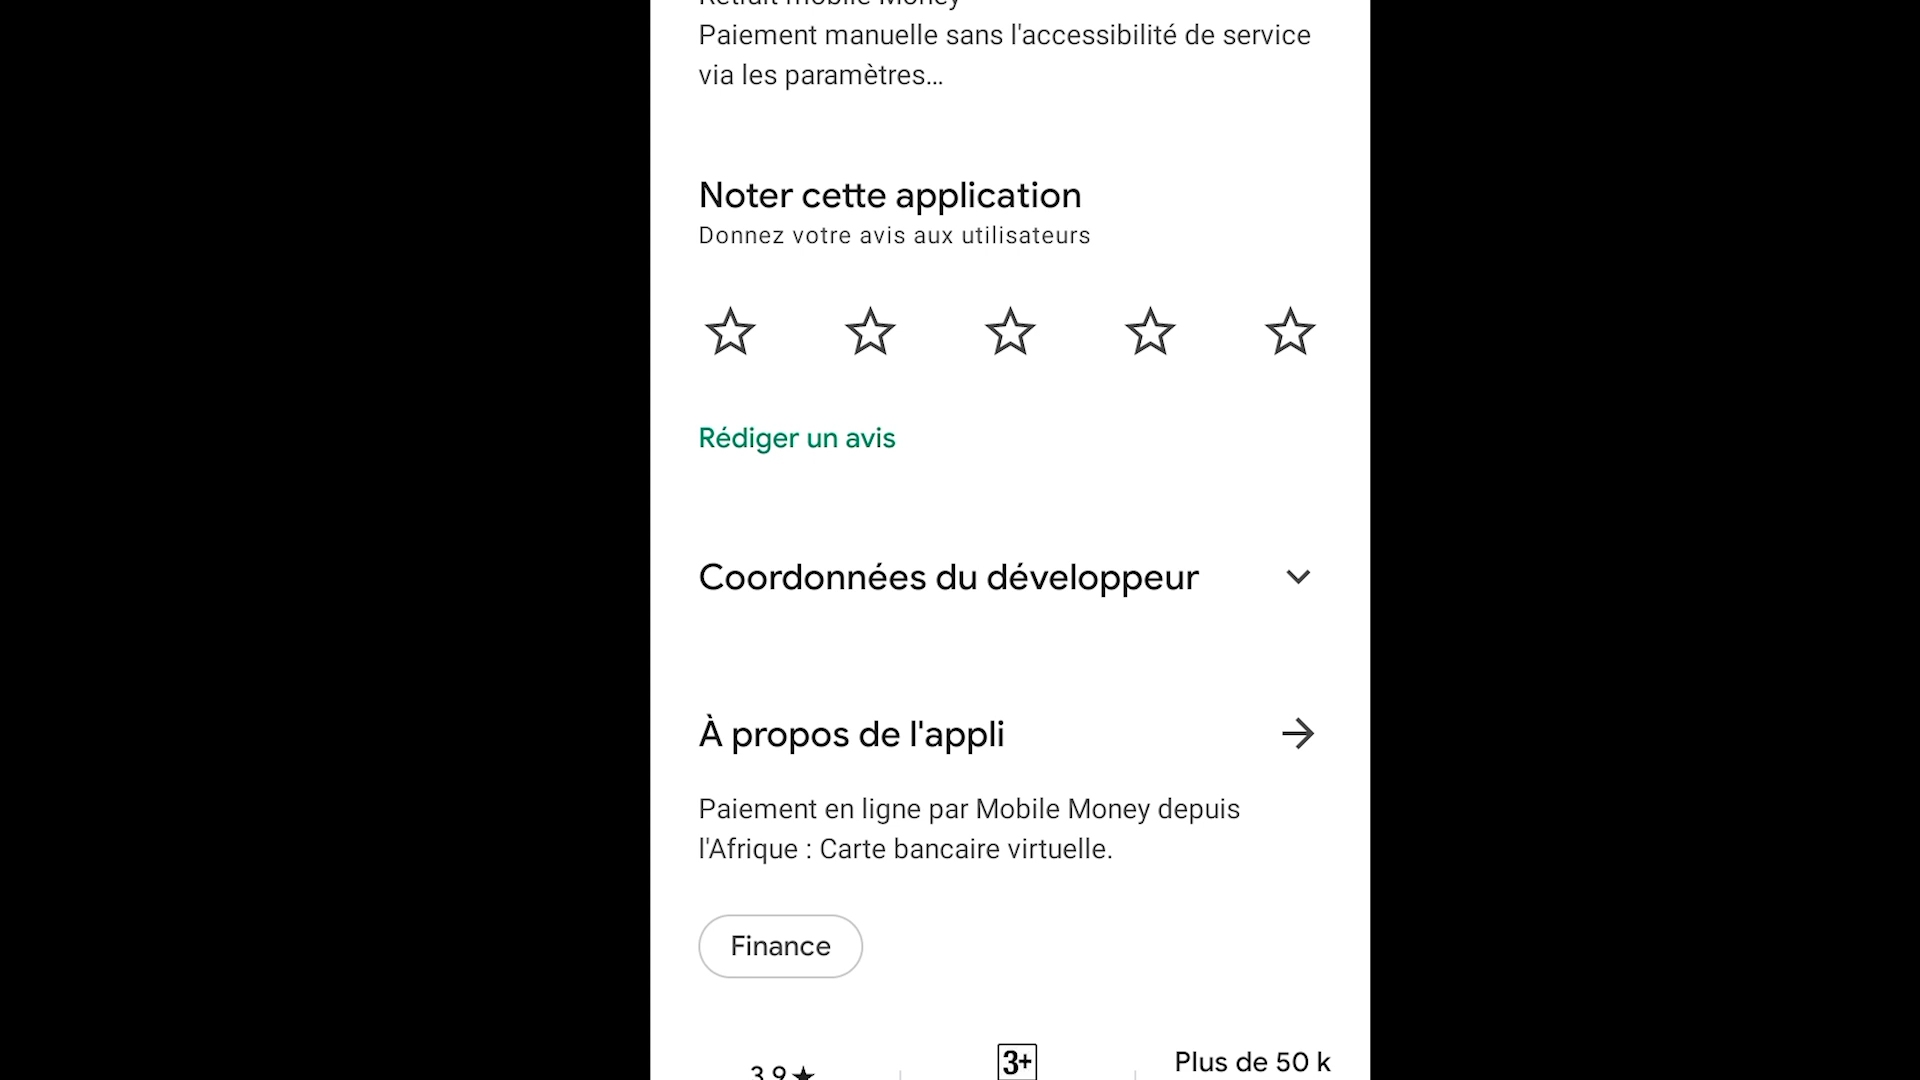 Retrait mobile Money
Paiement manuelle sans l'accessibilité de service
via les paramètres...
Noter cette application
Donnez votre avis aux utilisateurs
Rédiger un avis
Coordonnées du développeur
À propos de l'appli
Paiement en ligne par Mobile Money depuis
l'Afrique : Carte bancaire virtuelle.
Finance
3,9★
3+
Plus de 50 k